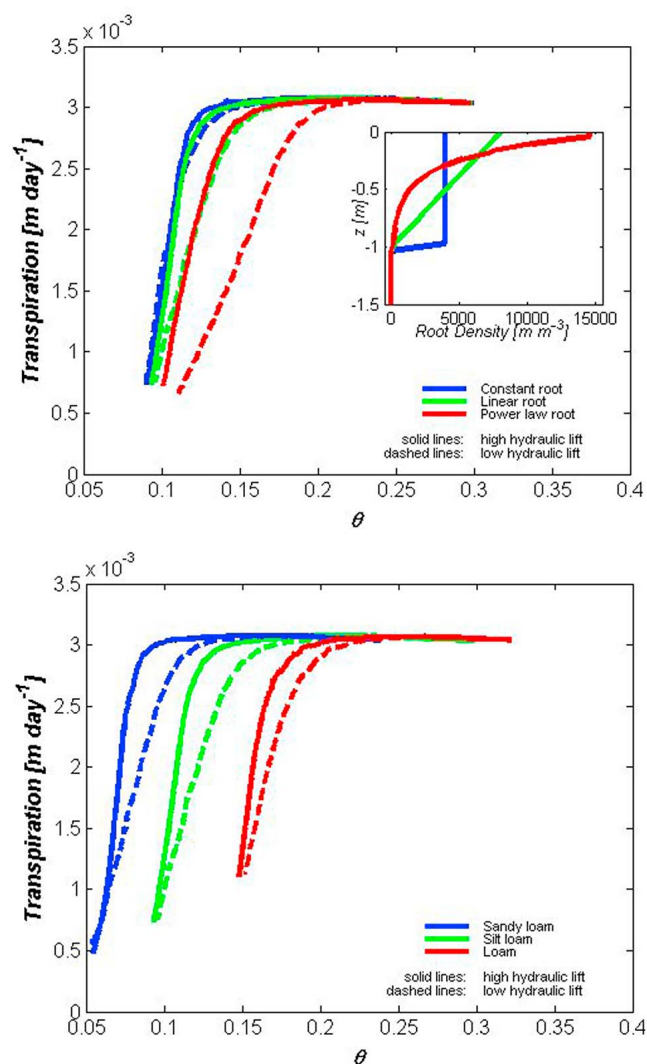 x 10⁻³
3.5
3
2.5
2
1.5
1
0.5
0
Transpiration [m day⁻¹]
0.05 0.1 0.15 0.2 0.25 0.3 0.35 0.4
θ
0
-0.5
-1
-1.5
z [m]
0 5000 10000 15000
Root Density [m m⁻³]
Constant root
Linear root
Power law root
solid lines: high hydraulic lift
dashed lines: low hydraulic lift
x 10⁻³
3.5
3
2.5
2
1.5
1
0.5
0
Transpiration [m day⁻¹]
0.05 0.1 0.15 0.2 0.25 0.3 0.35 0.4
θ
Sandy loam
Silt loam
Loam
solid lines: high hydraulic lift
dashed lines: low hydraulic lift